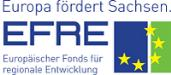 Europa fördert Sachsen.
EFRE
Europäischer Fonds für
regionale Entwicklung